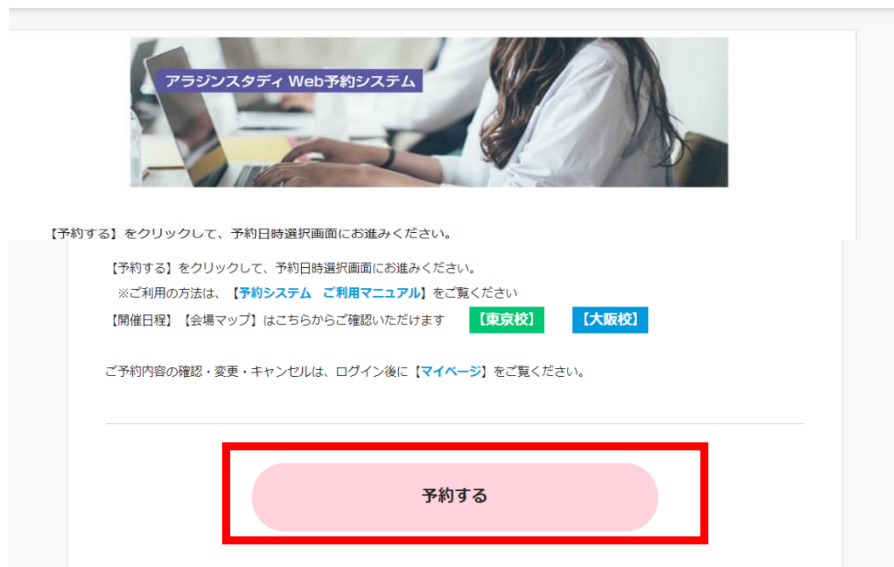 アラジンスタディ Web予約システム
【予約する】をクリックして、予約日時選択画面にお進みください。
【予約する】をクリックして、予約日時選択画面にお進みください。
※ご利用の方法は、【予約システム　ご利用マニュアル】をご覧ください
【開催日程】【会場マップ】はこちらからご確認いただけます 【東京校】 【大阪校】
ご予約内容の確認・変更・キャンセルは、ログイン後に【マイページ】をご覧ください。
予約する